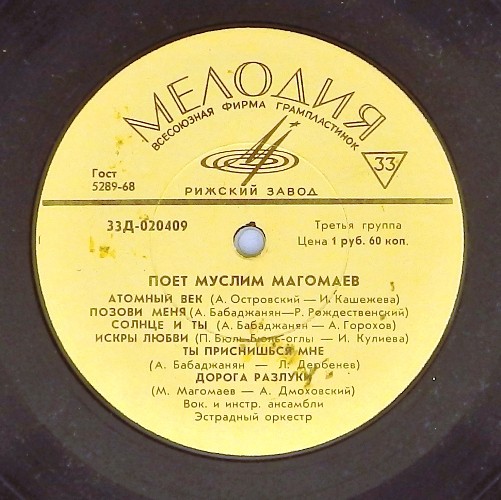 МЕЛОДИЯ
ВСЕСОЮЗНАЯ ФИРМА ГРАМПЛАСТИНОК
Гост
5289-68
33
РИЖСКИЙ ЗАВОД
33Д-020409
Третья группа
Цена 1 руб. 60 коп.
ПОЕТ МУСЛИМ МАГОМАЕВ
АТОМНЫЙ ВЕК (А. Островский — И. Кашежева)
ПОЗОВИ МЕНЯ (А. Бабаджанян—Р. Рождественский)
СОЛНЦЕ И ТЫ (А. Бабаджанян — А. Горохов)
ИСКРЫ ЛЮБВИ (П. Бюль-Бюль-оглы — И. Кулиева)
ТЫ ПРИСНИШЬСЯ МНЕ
(А. Бабаджанян — Л. Дербенев)
ДОРОГА РАЗЛУКИ
(М. Магомаев — А. Дмоховский)
Вок. и инстр. ансамбли
Эстрадный оркестр